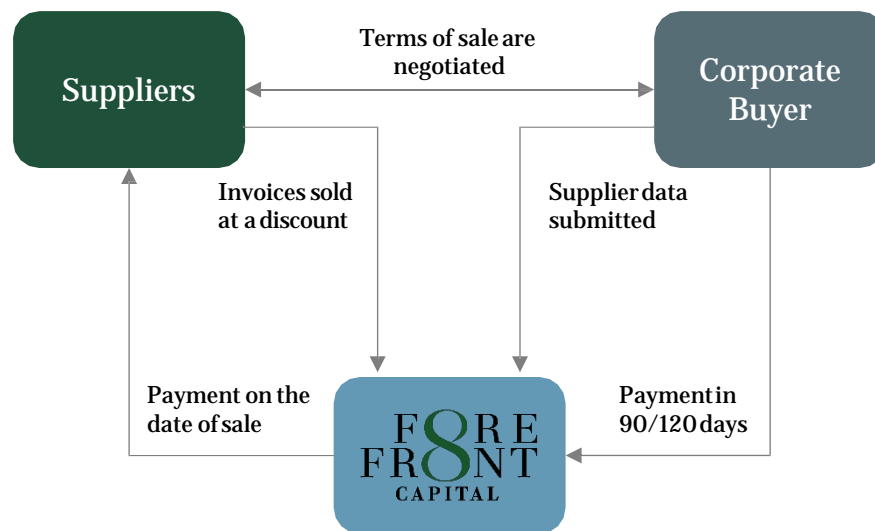 Terms of sale are
negotiated
Suppliers
Corporate
Buyer
Invoices sold
at a discount
Supplier data
submitted
Payment on the
date of sale
Payment in
90/120 days
FORE
FRONT
CAPITAL